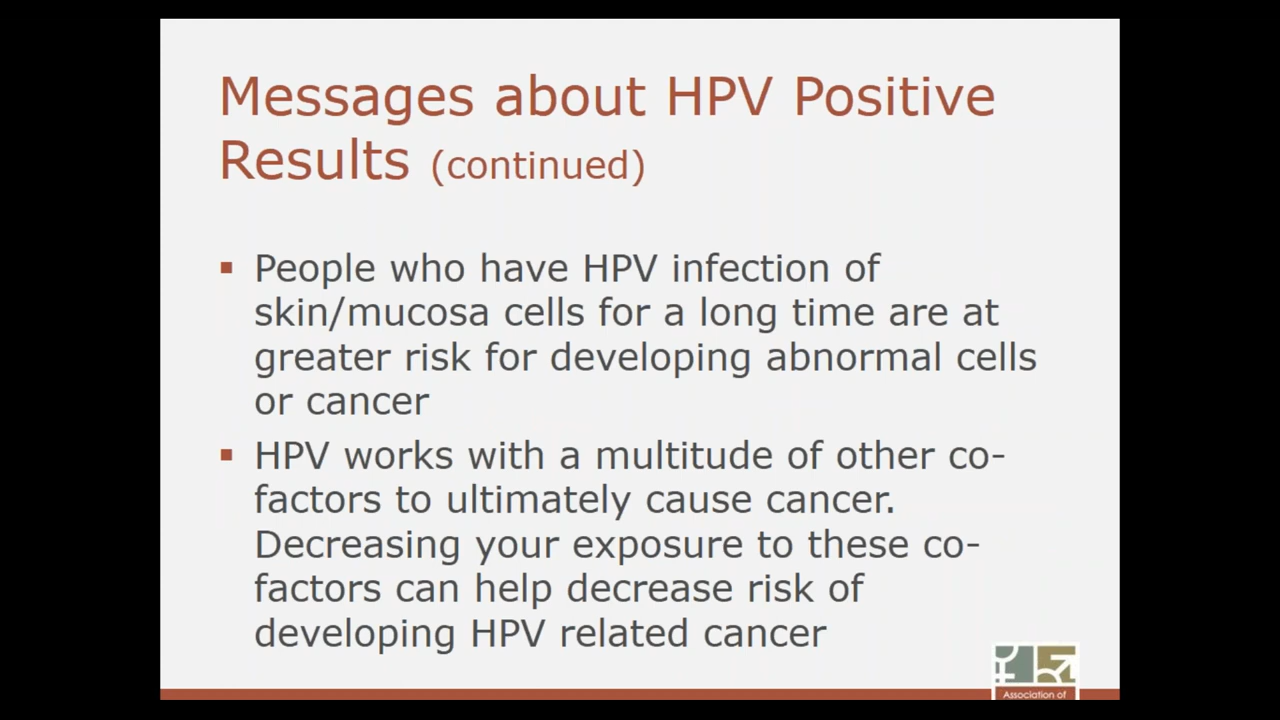 Messages about HPV Positive
Results (continued)
▪ People who have HPV infection of
skin/mucosa cells for a long time are at
greater risk for developing abnormal cells
or cancer
▪ HPV works with a multitude of other co-
factors to ultimately cause cancer.
Decreasing your exposure to these co-
factors can help decrease risk of
developing HPV related cancer
Association of